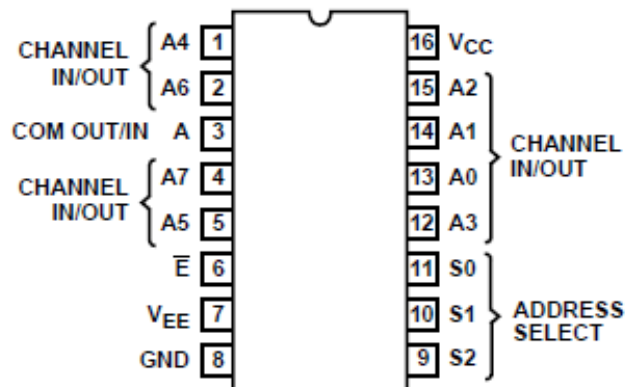 CHANNEL
IN/OUT
A4 1
A6 2
COM OUT/IN A 3
CHANNEL
IN/OUT
A7 4
A5 5
E̅ 6
VEE 7
GND 8
16 VCC
15 A2
14 A1
13 A0
12 A3
CHANNEL
IN/OUT
11 S0
10 S1
9 S2
ADDRESS
SELECT